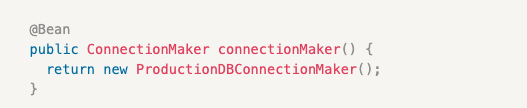 @Bean
public ConnectionMaker connectionMaker() {
  return new ProductionDBConnectionMaker();
}